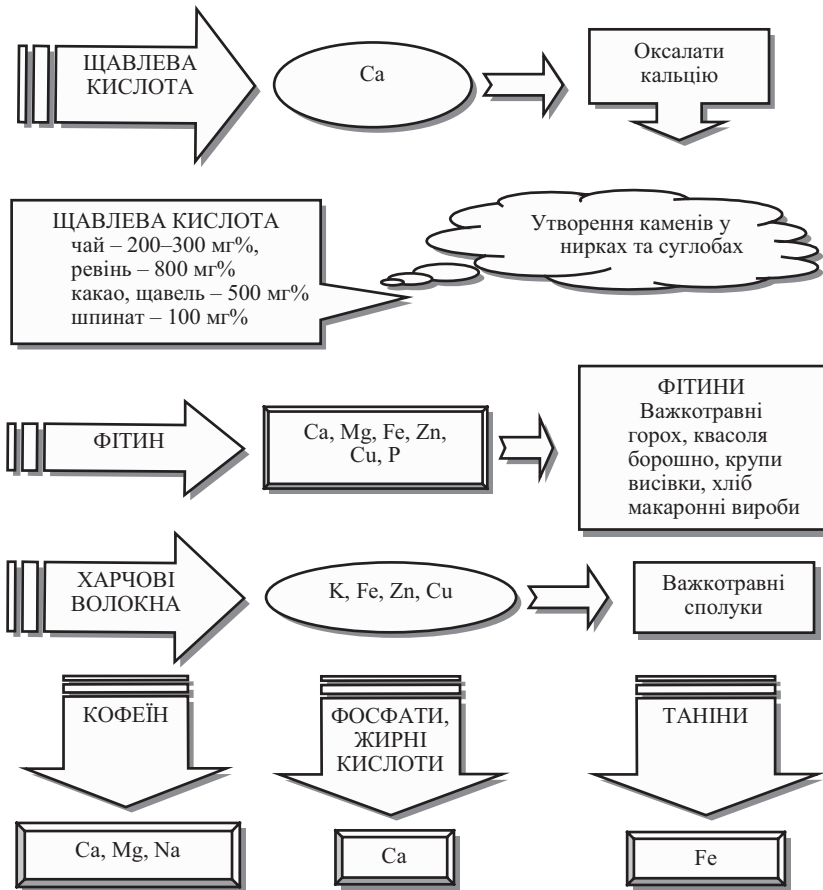 ЩАВЛЕВА
КИСЛОТА
Ca
Оксалати
кальцію
ЩАВЛЕВА КИСЛОТА
чай – 200–300 мг%,
ревінь – 800 мг%
какао, щавель – 500 мг%
шпинат – 100 мг%
Утворення каменів у
нирках та суглобах
ФІТИН
Ca, Mg, Fe, Zn,
Cu, P
ФІТИНИ
Важкотравні
горох, квасоля
борошно, крупи
висівки, хліб
макаронні вироби
ХАРЧОВІ
ВОЛОКНА
K, Fe, Zn, Cu
Важкотравні
сполуки
КОФЕЇН
ФОСФАТИ,
ЖИРНІ
КИСЛОТИ
ТАНІНИ
Ca, Mg, Na
Ca
Fe